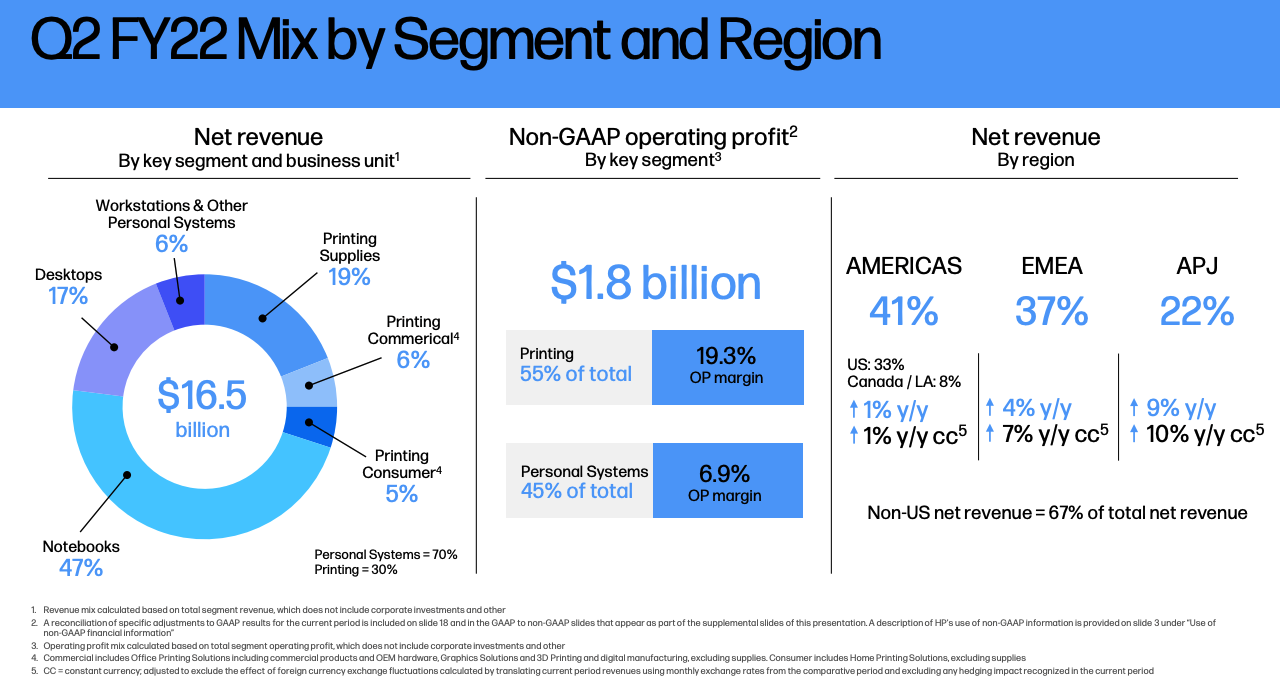 Q2 FY22 Mix by Segment and Region
Net revenue
By key segment and business unit1
Workstations & Other
Personal Systems
6%
Printing
Supplies
19%
Desktops
17%
Printing
Commerical4
6%
$16.5
billion
Printing
Consumer4
5%
Notebooks
47%
Personal Systems = 70%
Printing = 30%
Non-GAAP operating profit2
By key segment3
$1.8 billion
Printing
55% of total
19.3%
OP margin
Personal Systems
45% of total
6.9%
OP margin
Net revenue
By region
AMERICAS
41%
US: 33%
Canada / LA: 8%
↑ 1% y/y
↑ 1% y/y cc5
EMEA
37%
↑ 4% y/y
↑ 7% y/y cc5
APJ
22%
↑ 9% y/y
↑ 10% y/y cc5
Non-US net revenue = 67% of total net revenue
1. Revenue mix calculated based on total segment revenue, which does not include corporate investments and other
2. A reconciliation of specific adjustments to GAAP results for the current period is included on slide 18 and in the GAAP to non-GAAP slides that appear as part of the supplemental slides of this presentation. A description of HP's use of non-GAAP information is provided on slide 3 under "Use of
non-GAAP financial information"
3. Operating profit mix calculated based on total segment operating profit, which does not include corporate investments and other
4. Commercial includes Office Printing Solutions including commercial products and OEM hardware, Graphics Solutions and 3D Printing and digital manufacturing, excluding supplies. Consumer includes Home Printing Solutions, excluding supplies
5. CC = constant currency; adjusted to exclude the effect of foreign currency exchange fluctuations calculated by translating current period revenues using monthly exchange rates from the comparative period and excluding any hedging impact recognized in the current period